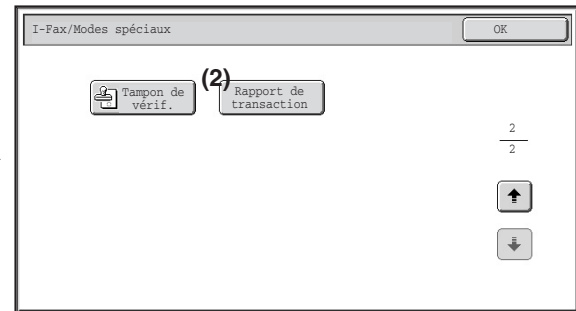 I-Fax/Modes spéciaux
OK
Tampon de
vérif.
(2)
Rapport de
transaction
2
2